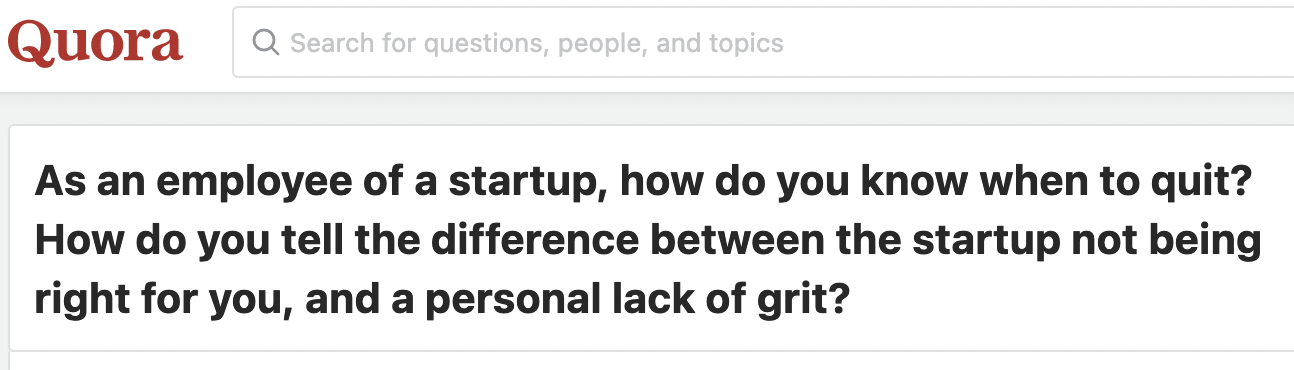 Quora
Search for questions, people, and topics
As an employee of a startup, how do you know when to quit?
How do you tell the difference between the startup not being
right for you, and a personal lack of grit?